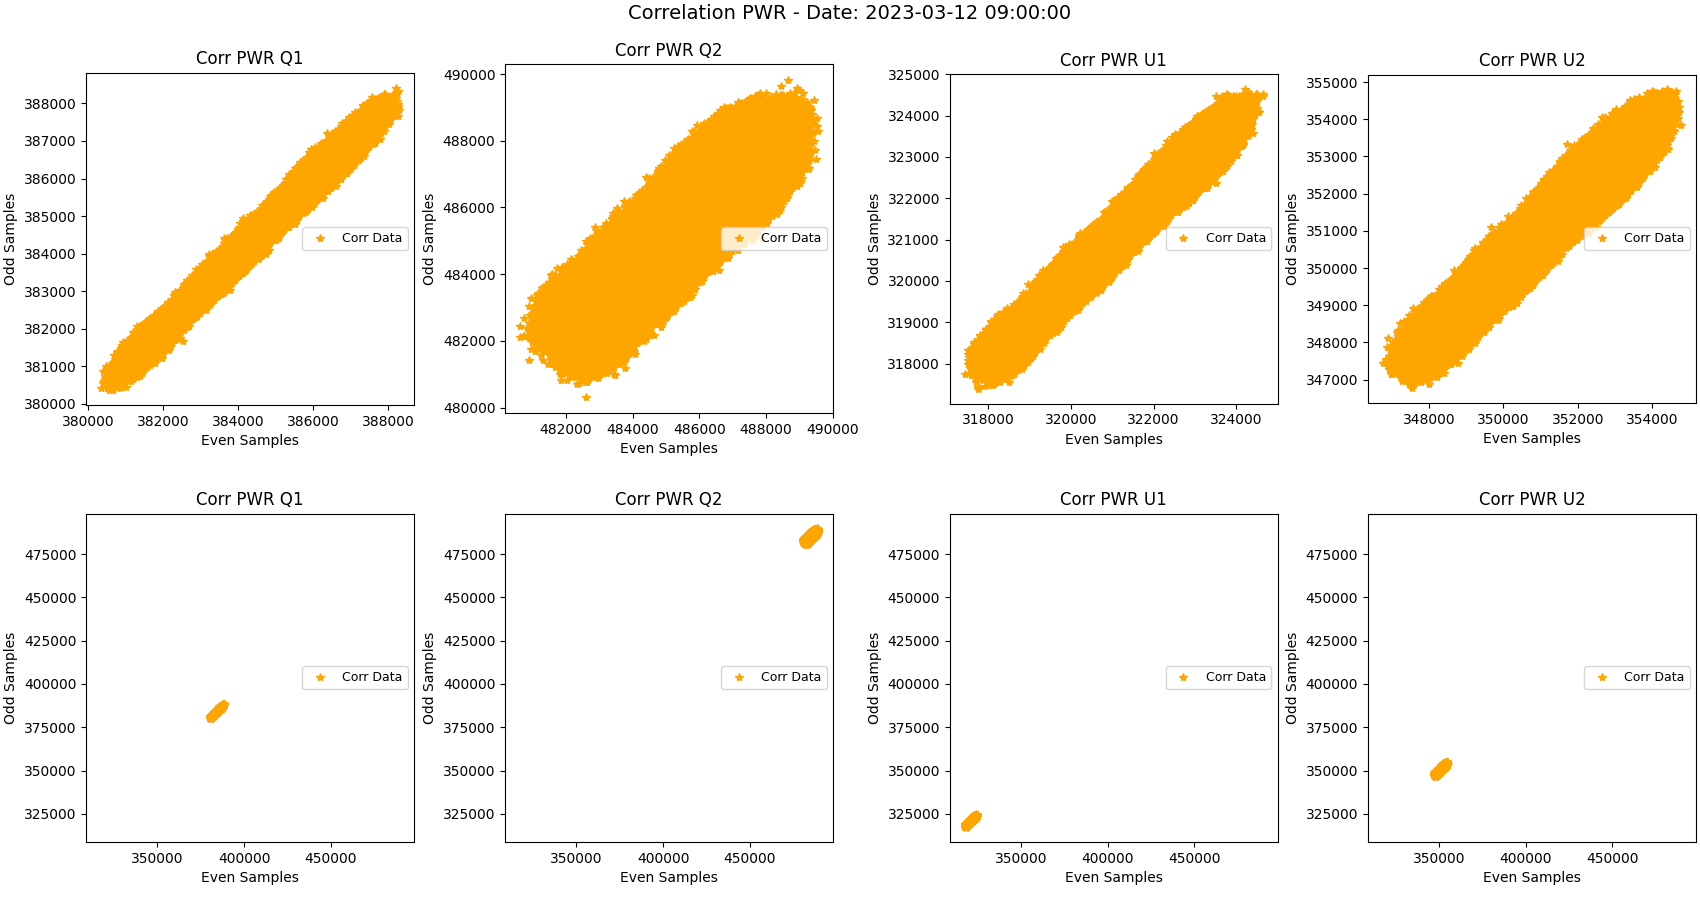 Correlation PWR - Date: 2023-03-12 09:00:00
Corr PWR Q1
388000
387000
386000
385000
384000
383000
382000
381000
380000
Odd Samples
Corr Data
380000 382000 384000 386000 388000
Even Samples
Corr PWR Q2
490000
488000
486000
484000
482000
480000
Odd Samples
Corr Data
482000 484000 486000 488000 490000
Even Samples
Corr PWR U1
325000
324000
323000
322000
321000
320000
319000
318000
Odd Samples
Corr Data
318000 320000 322000 324000
Even Samples
Corr PWR U2
355000
354000
353000
352000
351000
350000
349000
348000
347000
Odd Samples
Corr Data
348000 350000 352000 354000
Even Samples
Corr PWR Q1
475000
450000
425000
400000
375000
350000
325000
Odd Samples
Corr Data
350000 400000 450000
Even Samples
Corr PWR Q2
475000
450000
425000
400000
375000
350000
325000
Odd Samples
Corr Data
350000 400000 450000
Even Samples
Corr PWR U1
475000
450000
425000
400000
375000
350000
325000
Odd Samples
Corr Data
350000 400000 450000
Even Samples
Corr PWR U2
475000
450000
425000
400000
375000
350000
325000
Odd Samples
Corr Data
350000 400000 450000
Even Samples